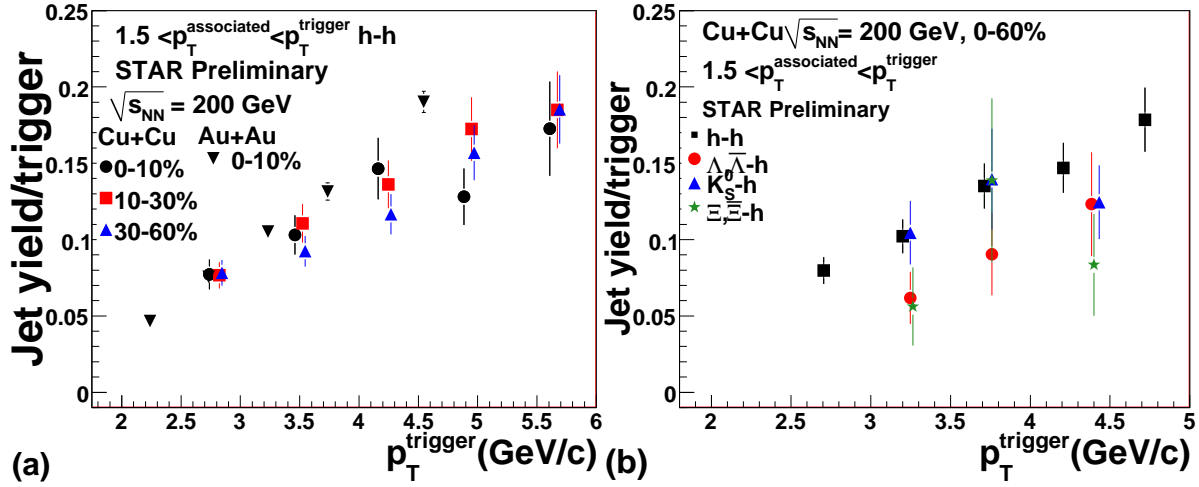 1.5 <p_T^associated<p_T^trigger h-h
STAR Preliminary
√s_NN = 200 GeV
Cu+Cu Au+Au
0-10% 0-10%
10-30%
30-60%
Jet yield/trigger
0.25
0.2
0.15
0.1
0.05
0
2 2.5 3 3.5 4 4.5 5 5.5 6
p_T^trigger(GeV/c)
(a)
Cu+Cu√s_NN= 200 GeV, 0-60%
1.5 <p_T^associated<p_T^trigger
STAR Preliminary
h-h
Λ,Λ̅-h
K_S^0-h
Ξ,Ξ̅-h
Jet yield/trigger
0.25
0.2
0.15
0.1
0.05
0
2 2.5 3 3.5 4 4.5 5
p_T^trigger(GeV/c)
(b)